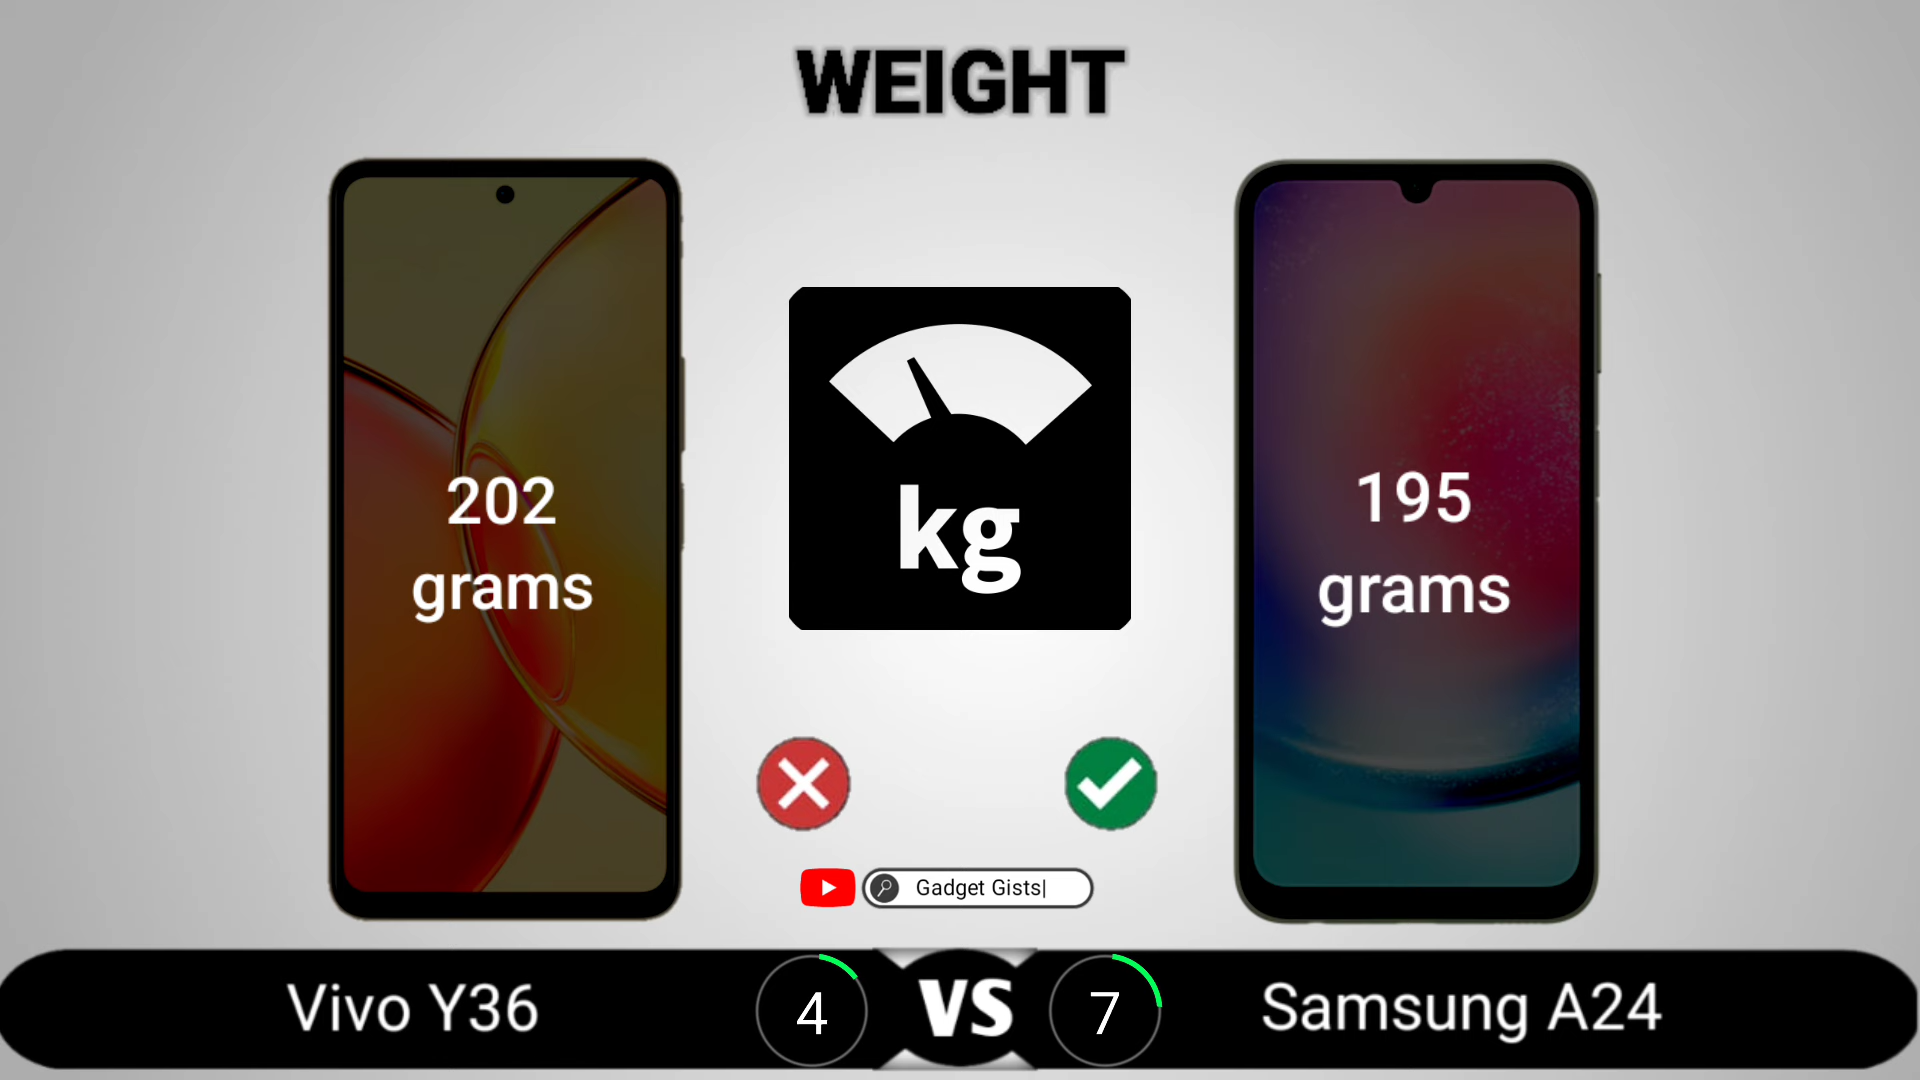 WEIGHT
202
grams
kg
195
grams
Gadget Gists|
Vivo Y36
4
VS
7
Samsung A24